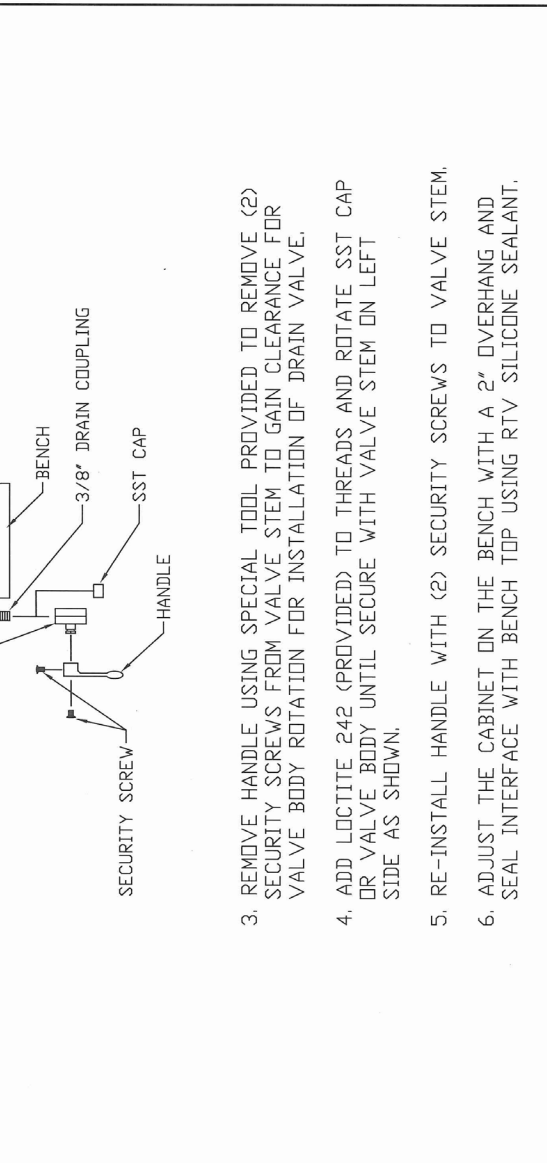 BENCH
3/8" DRAIN COUPLING
SST CAP
HANDLE
SECURITY SCREW
3. REMOVE HANDLE USING SPECIAL TOOL PROVIDED TO REMOVE (2)
SECURITY SCREWS FROM VALVE STEM TO GAIN CLEARANCE FOR
VALVE BODY ROTATION FOR INSTALLATION OF DRAIN VALVE.
4. ADD LOCTITE 242 (PROVIDED) TO THREADS AND ROTATE SST CAP
OR VALVE BODY UNTIL SECURE WITH VALVE STEM ON LEFT
SIDE AS SHOWN.
5. RE-INSTALL HANDLE WITH (2) SECURITY SCREWS TO VALVE STEM.
6. ADJUST THE CABINET ON THE BENCH WITH A 2" OVERHANG AND
SEAL INTERFACE WITH BENCH TOP USING RTV SILICONE SEALANT.